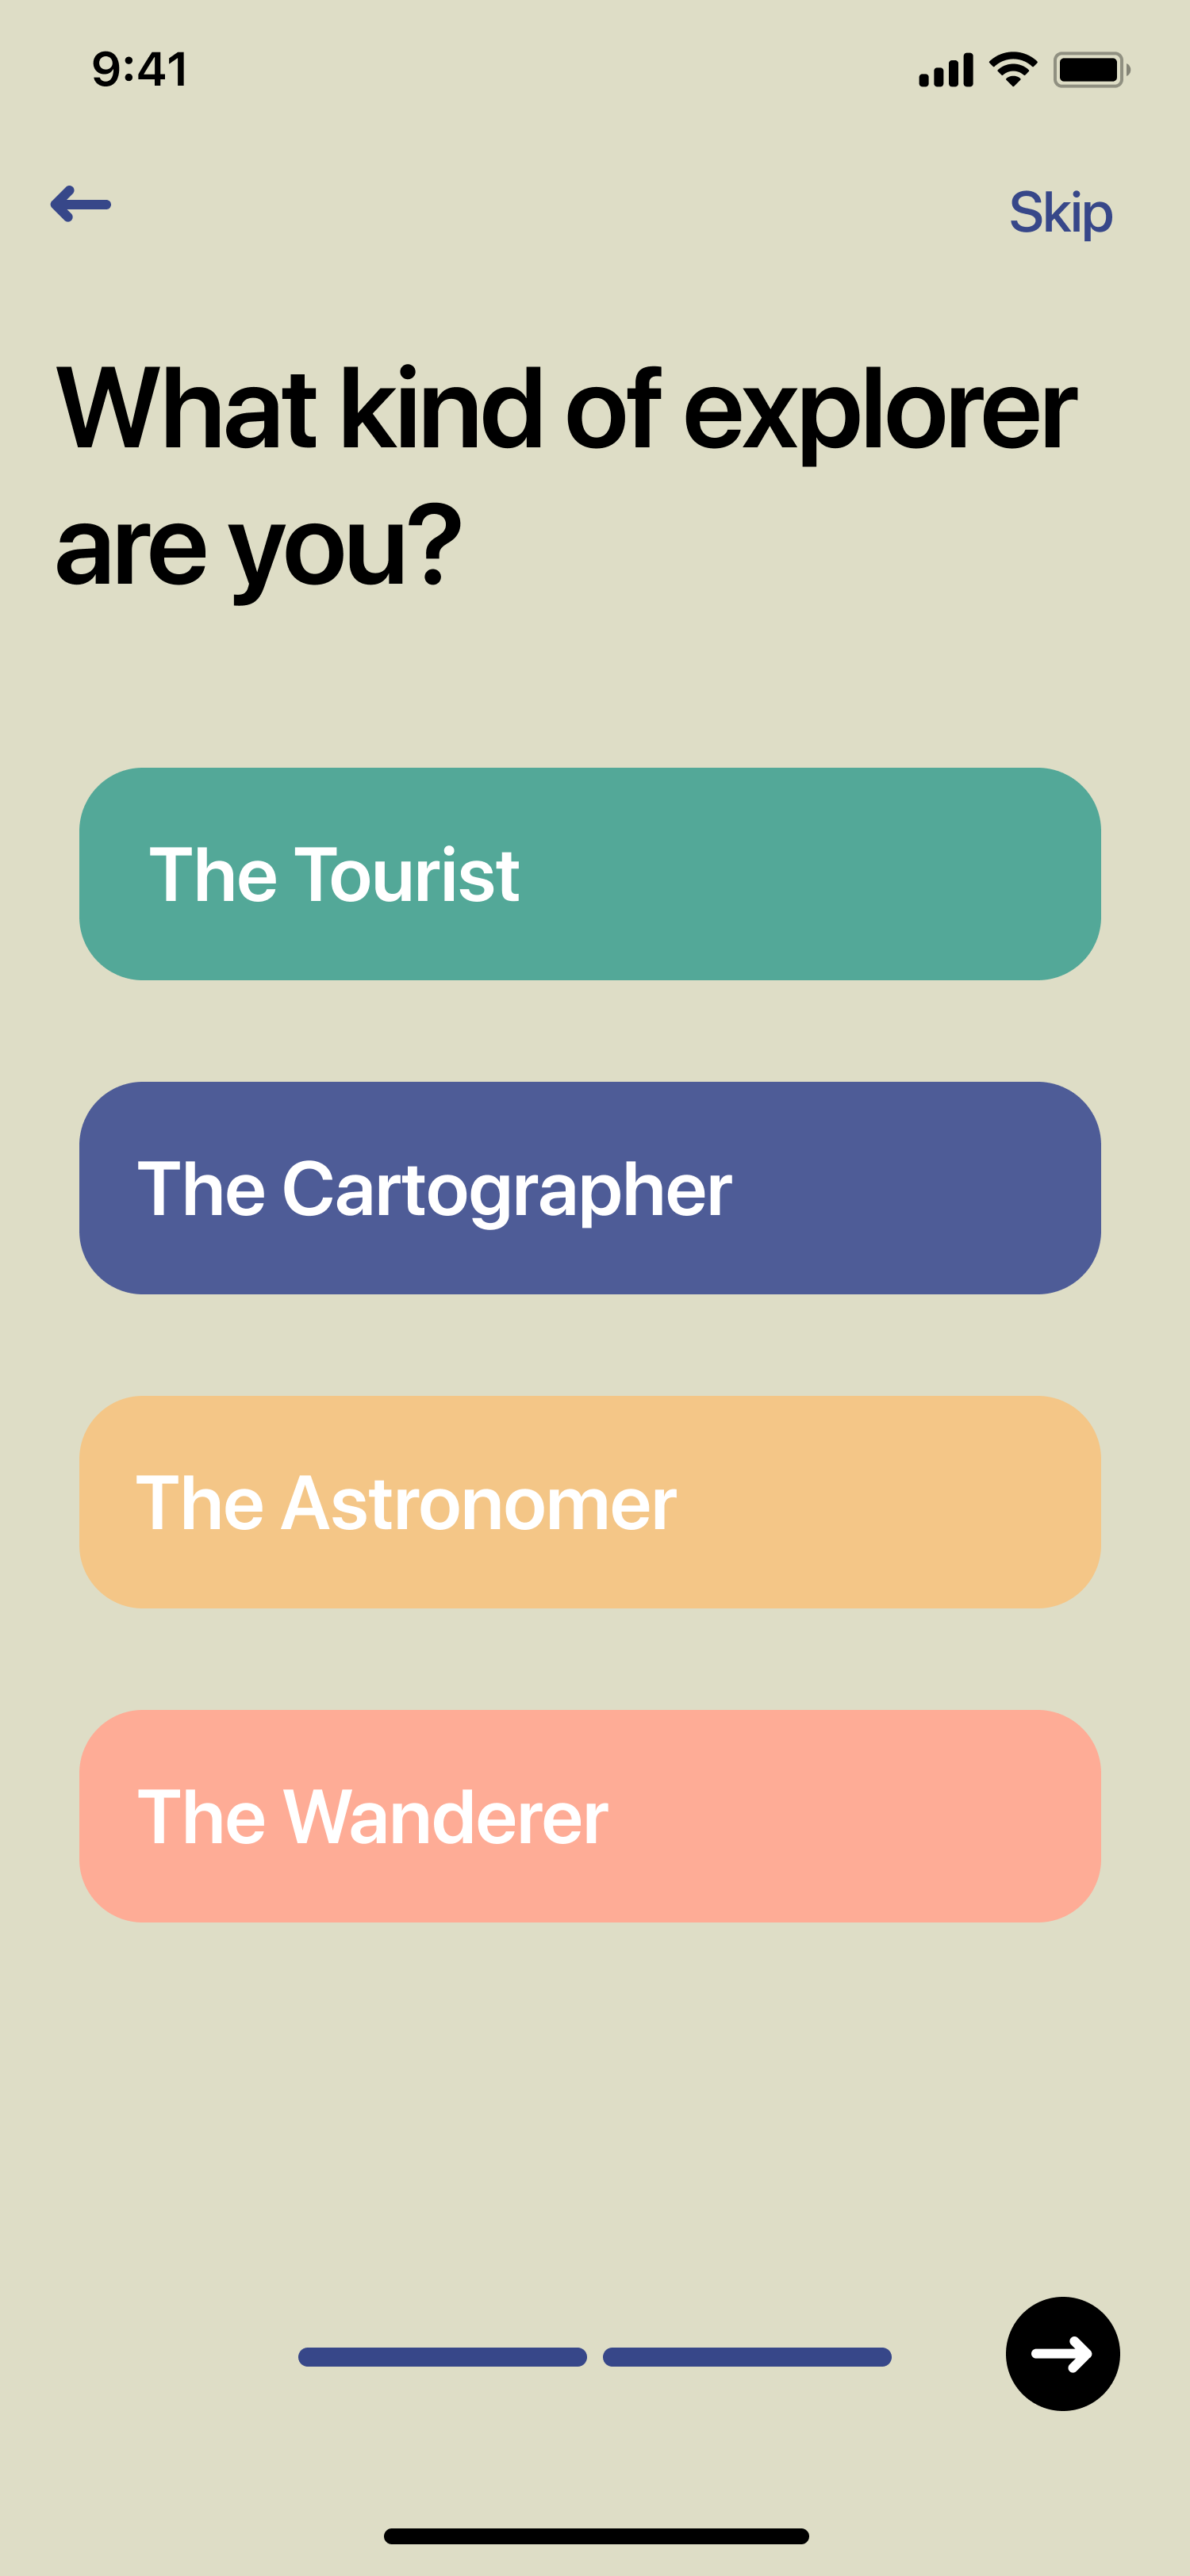 9:41
Skip
What kind of explorer
are you?
The Tourist
The Cartographer
The Astronomer
The Wanderer